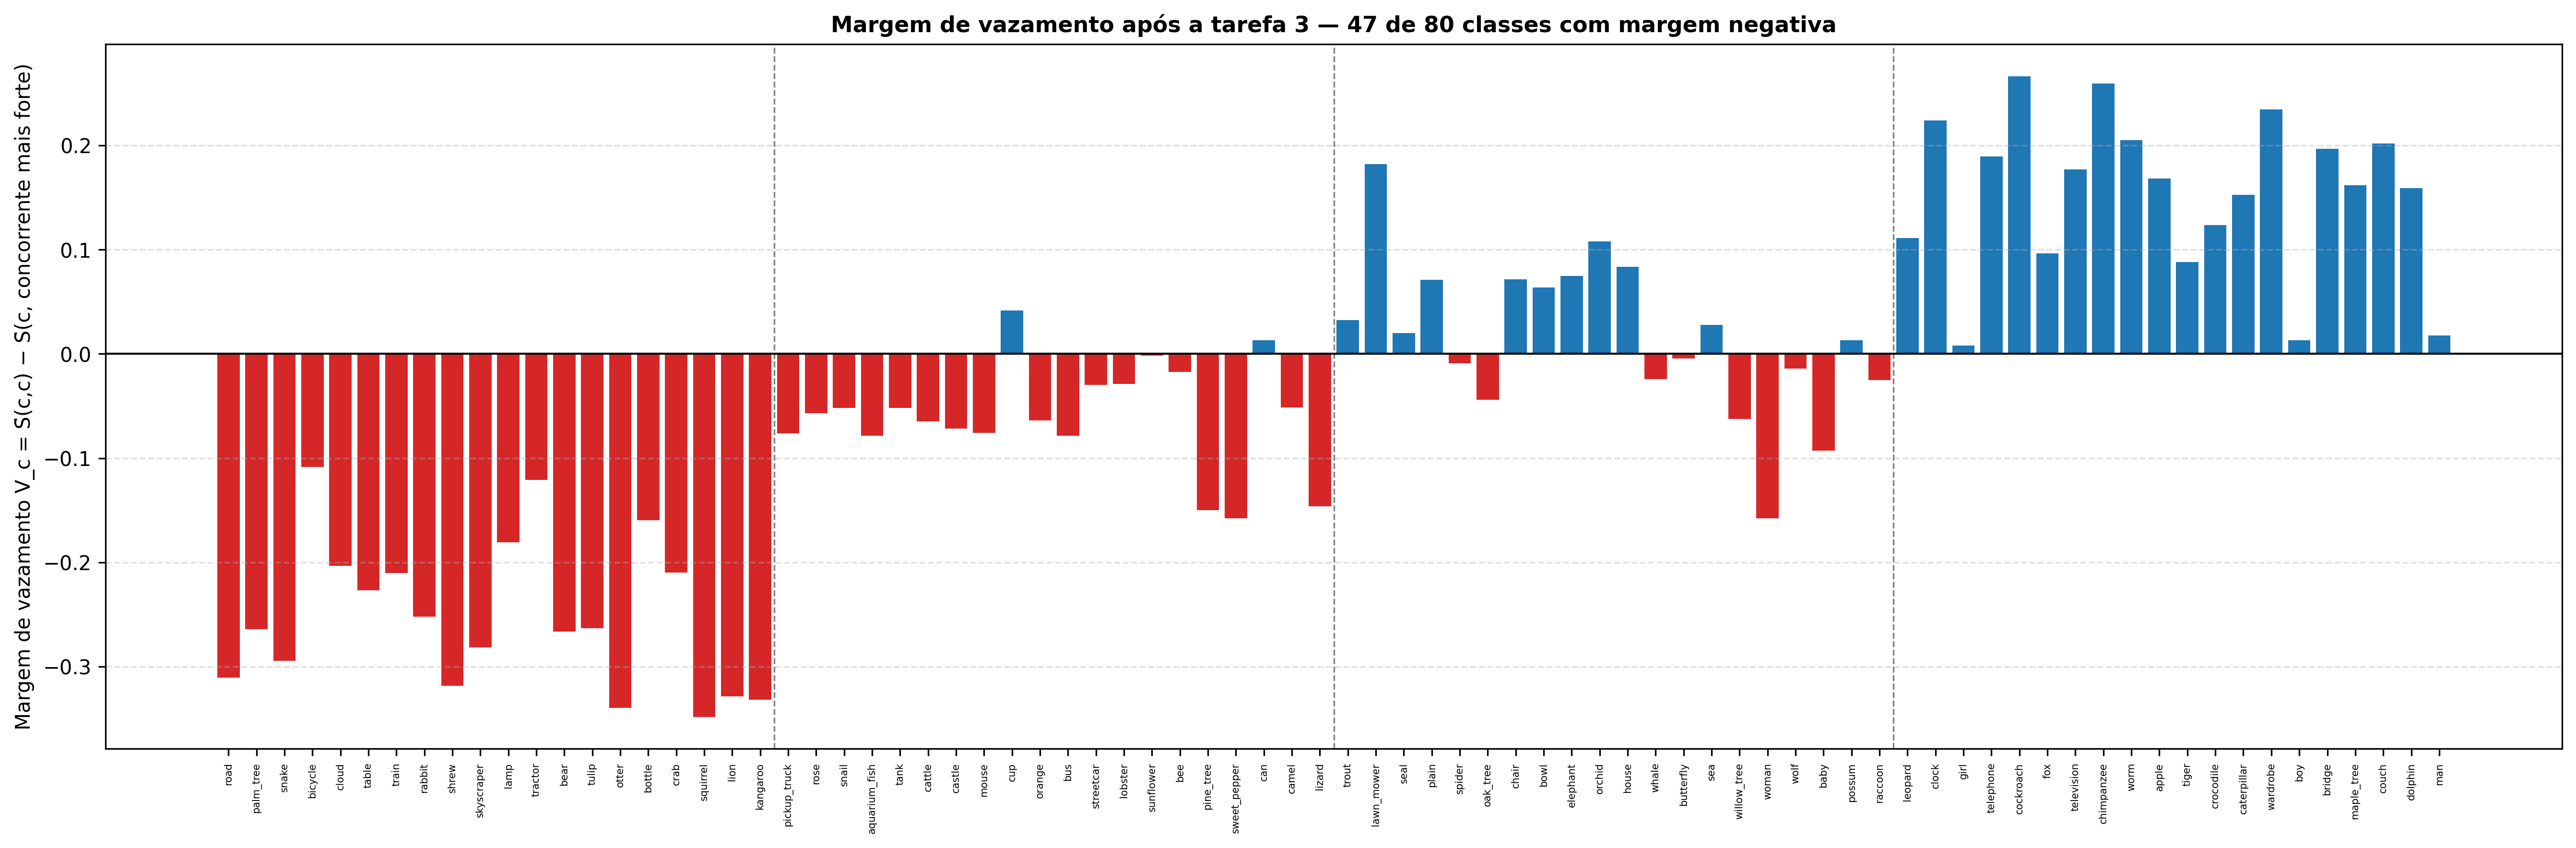 Margem de vazamento após a tarefa 3 — 47 de 80 classes com margem negativa
Margem de vazamento V_c = S(c,c) − S(c, concorrente mais forte)
0.2
0.1
0.0
−0.1
−0.2
−0.3
road
palm_tree
snake
bicycle
cloud
table
train
rabbit
shrew
skyscraper
lamp
tractor
bear
tulip
otter
bottle
crab
squirrel
lion
kangaroo
pickup_truck
rose
snail
aquarium_fish
tank
cattle
castle
mouse
cup
orange
bus
streetcar
lobster
sunflower
bee
pine_tree
sweet_pepper
can
camel
lizard
trout
lawn_mower
seal
plain
spider
oak_tree
chair
bowl
elephant
orchid
house
whale
butterfly
sea
willow_tree
woman
wolf
baby
possum
raccoon
leopard
clock
girl
telephone
cockroach
fox
television
chimpanzee
worm
apple
tiger
crocodile
caterpillar
wardrobe
boy
bridge
maple_tree
couch
dolphin
man